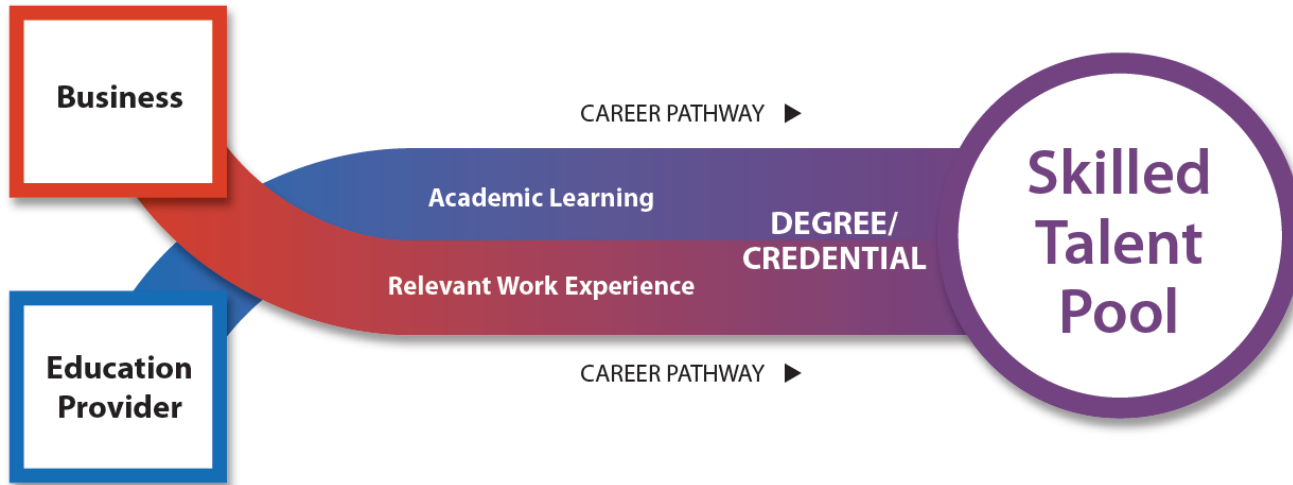 Business
CAREER PATHWAY ▶
Academic Learning
Relevant Work Experience
DEGREE/
CREDENTIAL
Skilled
Talent
Pool
Education
Provider
CAREER PATHWAY ▶